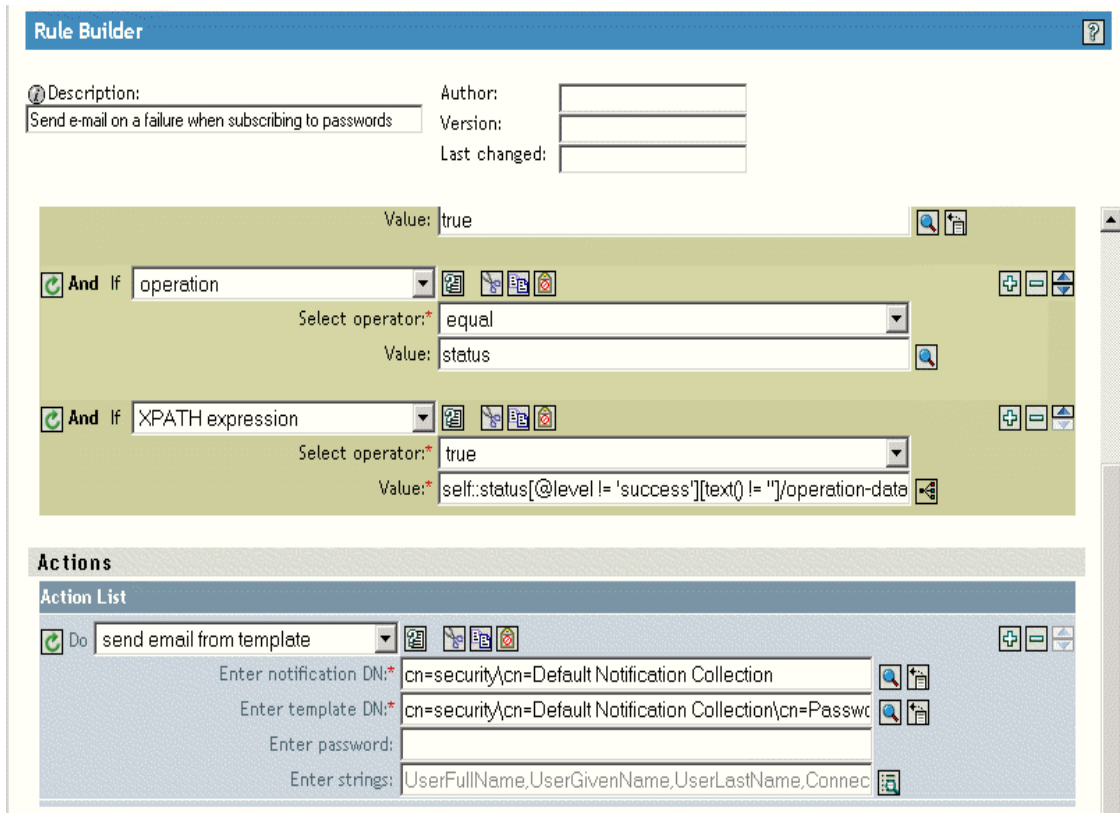 Rule Builder
Description:
Send e-mail on a failure when subscribing to passwords
Author:
Version:
Last changed:
Value: true
And If operation
Select operator:* equal
Value: status
And If XPATH expression
Select operator:* true
Value:* self::status[@level != 'success'][text() != '']/operation-data
Actions
Action List
Do send email from template
Enter notification DN:* cn=security\cn=Default Notification Collection
Enter template DN:* cn=security\cn=Default Notification Collection\cn=Passwo
Enter password:
Enter strings: UserFullName,UserGivenName,UserLastName,Connec